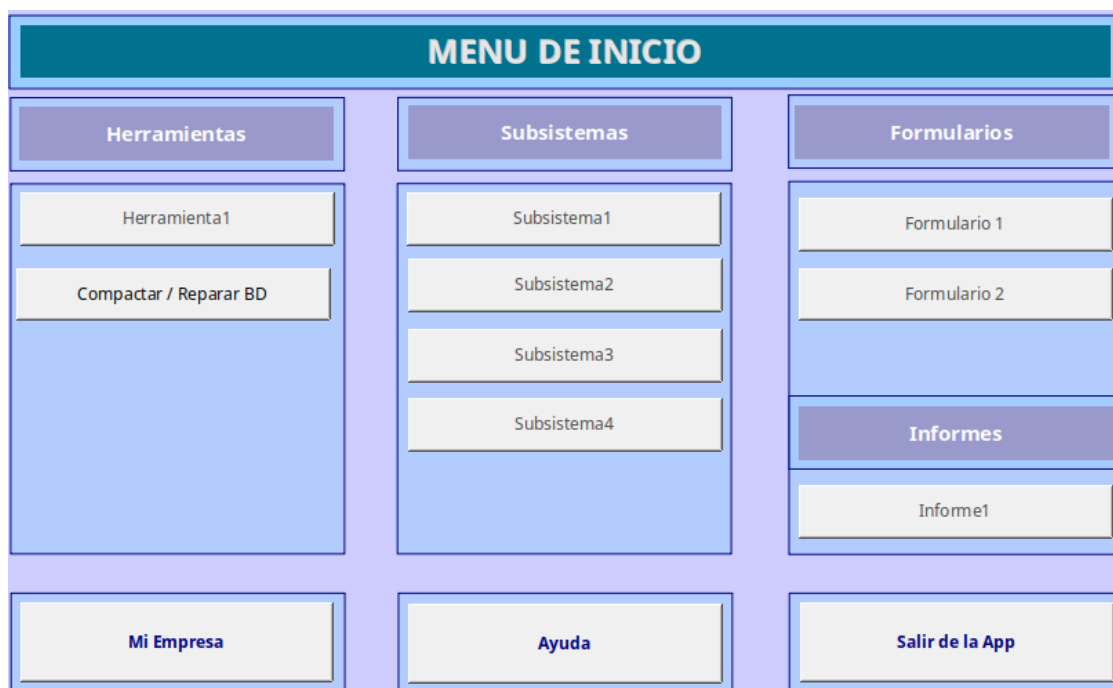 MENU DE INICIO
Herramientas
Herramienta1
Compactar / Reparar BD
Subsistemas
Subsistema1
Subsistema2
Subsistema3
Subsistema4
Formularios
Formulario 1
Formulario 2
Informes
Informe1
Mi Empresa
Ayuda
Salir de la App